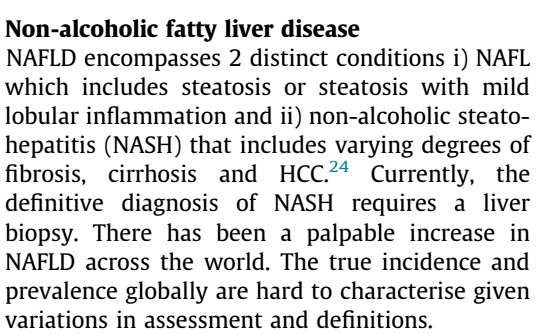 Non-alcoholic fatty liver disease
NAFLD encompasses 2 distinct conditions i) NAFL
which includes steatosis or steatosis with mild
lobular inflammation and ii) non-alcoholic steato-
hepatitis (NASH) that includes varying degrees of
fibrosis, cirrhosis and HCC.24 Currently, the
definitive diagnosis of NASH requires a liver
biopsy. There has been a palpable increase in
NAFLD across the world. The true incidence and
prevalence globally are hard to characterise given
variations in assessment and definitions.